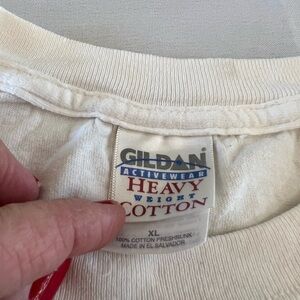 GILDAN
ACTIVEWEAR
HEAVY
WEIGHT
COTTON
XL
100% COTTON PRESHRUNK
MADE IN EL SALVADOR